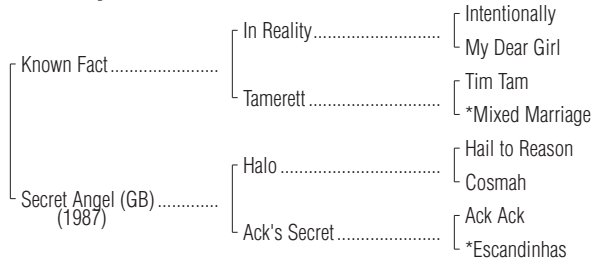 Intentionally
In Reality....................................
My Dear Girl
Known Fact........................
Tim Tam
Tamerett....................................
*Mixed Marriage
Hail to Reason
Halo....................................
Cosmah
Secret Angel (GB).............
(1987)
Ack Ack
Ack's Secret.......................
*Escandinhas